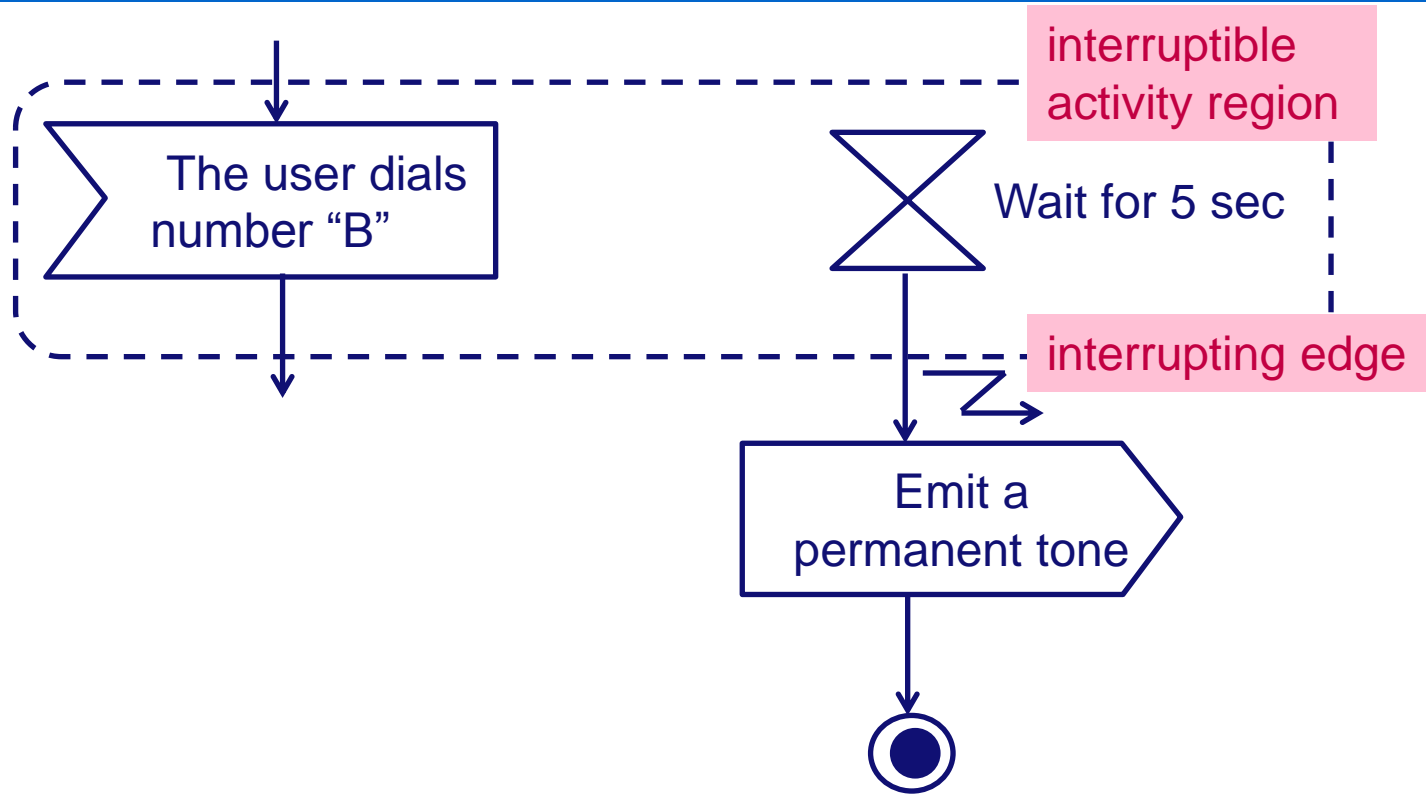 interruptible
activity region
The user dials
number “B”
Wait for 5 sec
interrupting edge
Emit a
permanent tone